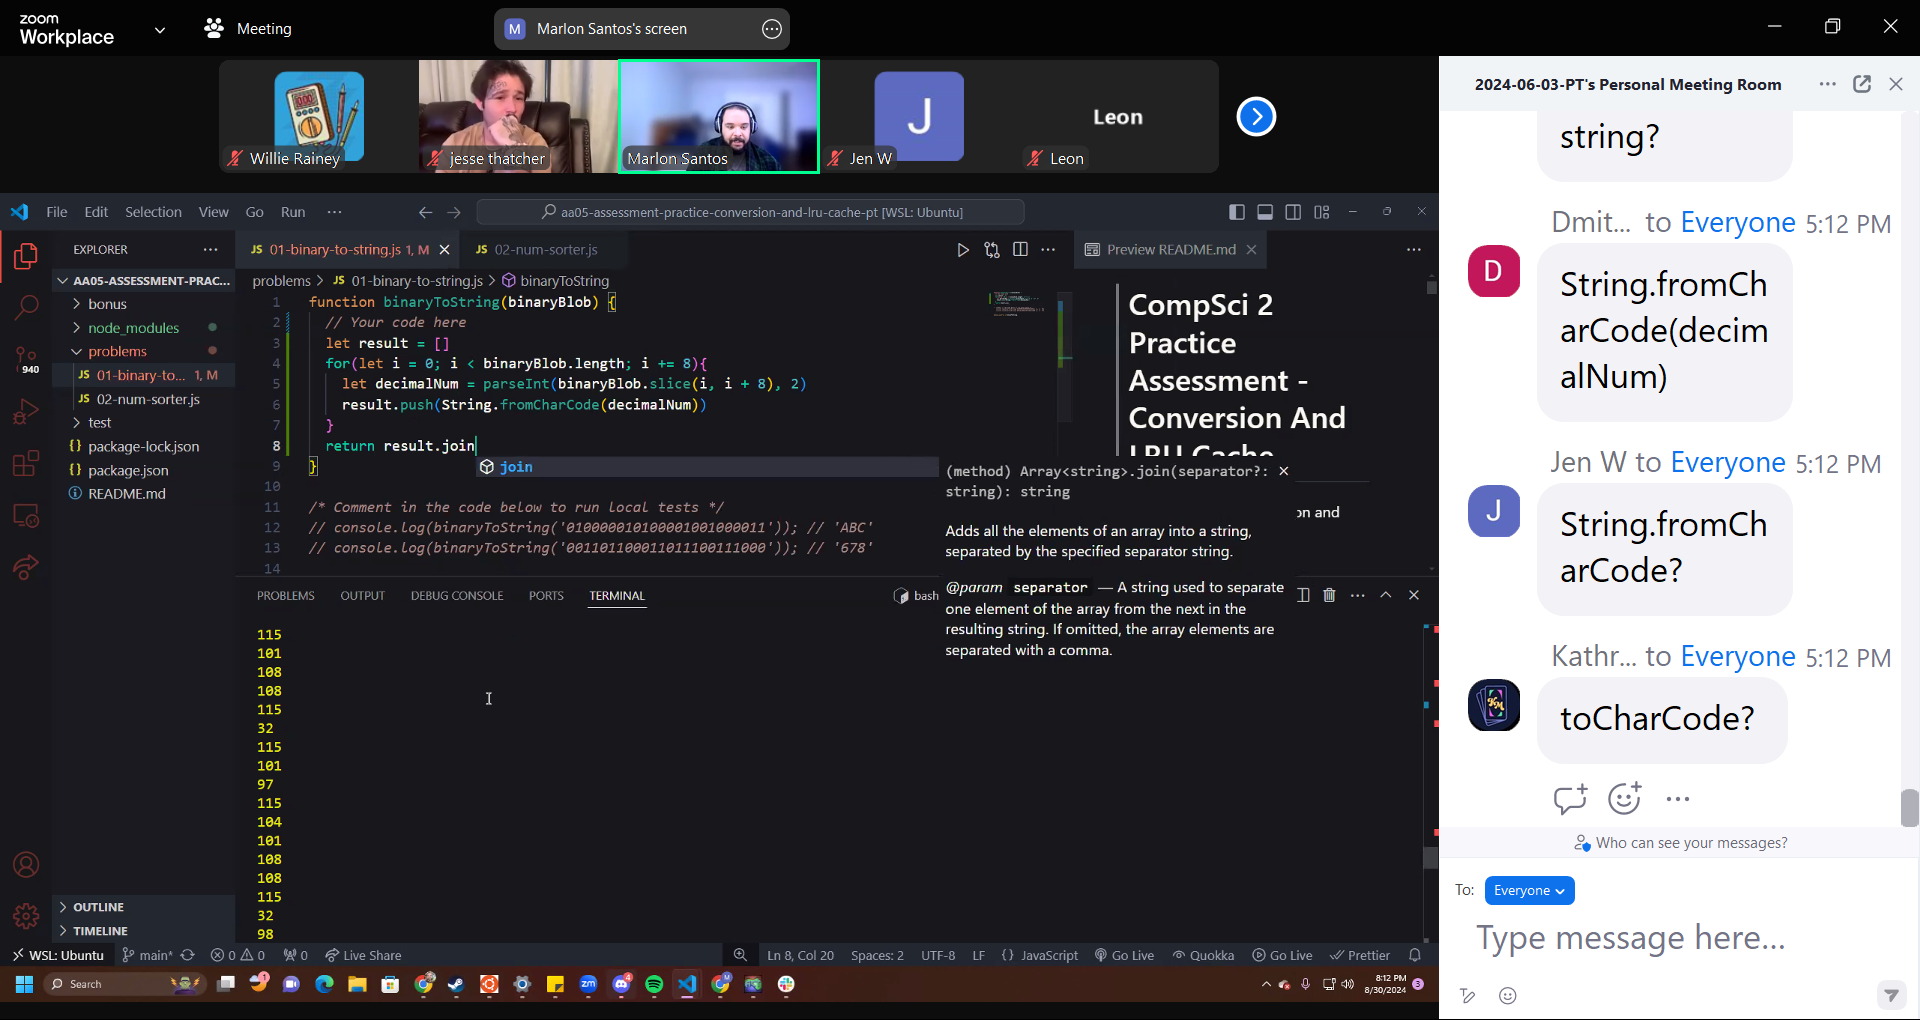 zoom
Workplace
Meeting
M Marlon Santos's screen
Willie Rainey
jesse thatcher
Marlon Santos
J
Jen W
Leon
Leon
File Edit Selection View Go Run
aa05-assessment-practice-conversion-and-lru-cache-pt [WSL: Ubuntu]
EXPLORER
AA05-ASSESSMENT-PRAC...
bonus
node_modules
problems
JS 01-binary-to... 1, M
JS 02-num-sorter.js
test
{} package-lock.json
{} package.json
README.md
940
OUTLINE
TIMELINE
JS 01-binary-to-string.js 1, M
JS 02-num-sorter.js
problems > JS 01-binary-to-string.js > binaryToString
1 function binaryToString(binaryBlob) {
2 // Your code here
3 let result = []
4 for(let i = 0; i < binaryBlob.length; i += 8){
5 let decimalNum = parseInt(binaryBlob.slice(i, i + 8), 2)
6 result.push(String.fromCharCode(decimalNum))
7 }
8 return result.join
9 }
join
10
11 /* Comment in the code below to run local tests */
12 // console.log(binaryToString('010000010100001001000011')); // 'ABC'
13 // console.log(binaryToString('001101100011011100111000')); // '678'
14
Preview README.md
CompSci 2
Practice
Assessment -
Conversion And
LRU Cache
on and
(method) Array<string>.join(separator?:
string): string
Adds all the elements of an array into a string,
separated by the specified separator string.
@param separator — A string used to separate
one element of the array from the next in the
resulting string. If omitted, the array elements are
separated with a comma.
PROBLEMS OUTPUT DEBUG CONSOLE PORTS TERMINAL
bash
115
101
108
108
115
32
115
101
97
115
104
101
108
108
115
32
98
WSL: Ubuntu main* 0 0 0 Live Share
Ln 8, Col 20 Spaces: 2 UTF-8 LF {} JavaScript Go Live Quokka Go Live Prettier
Search
8:12 PM
8/30/2024
3
2024-06-03-PT's Personal Meeting Room
string?
Dmit... to Everyone 5:12 PM
D
String.fromCh
arCode(decim
alNum)
Jen W to Everyone 5:12 PM
J
String.fromCh
arCode?
Kathr... to Everyone 5:12 PM
toCharCode?
Who can see your messages?
To: Everyone
Type message here...